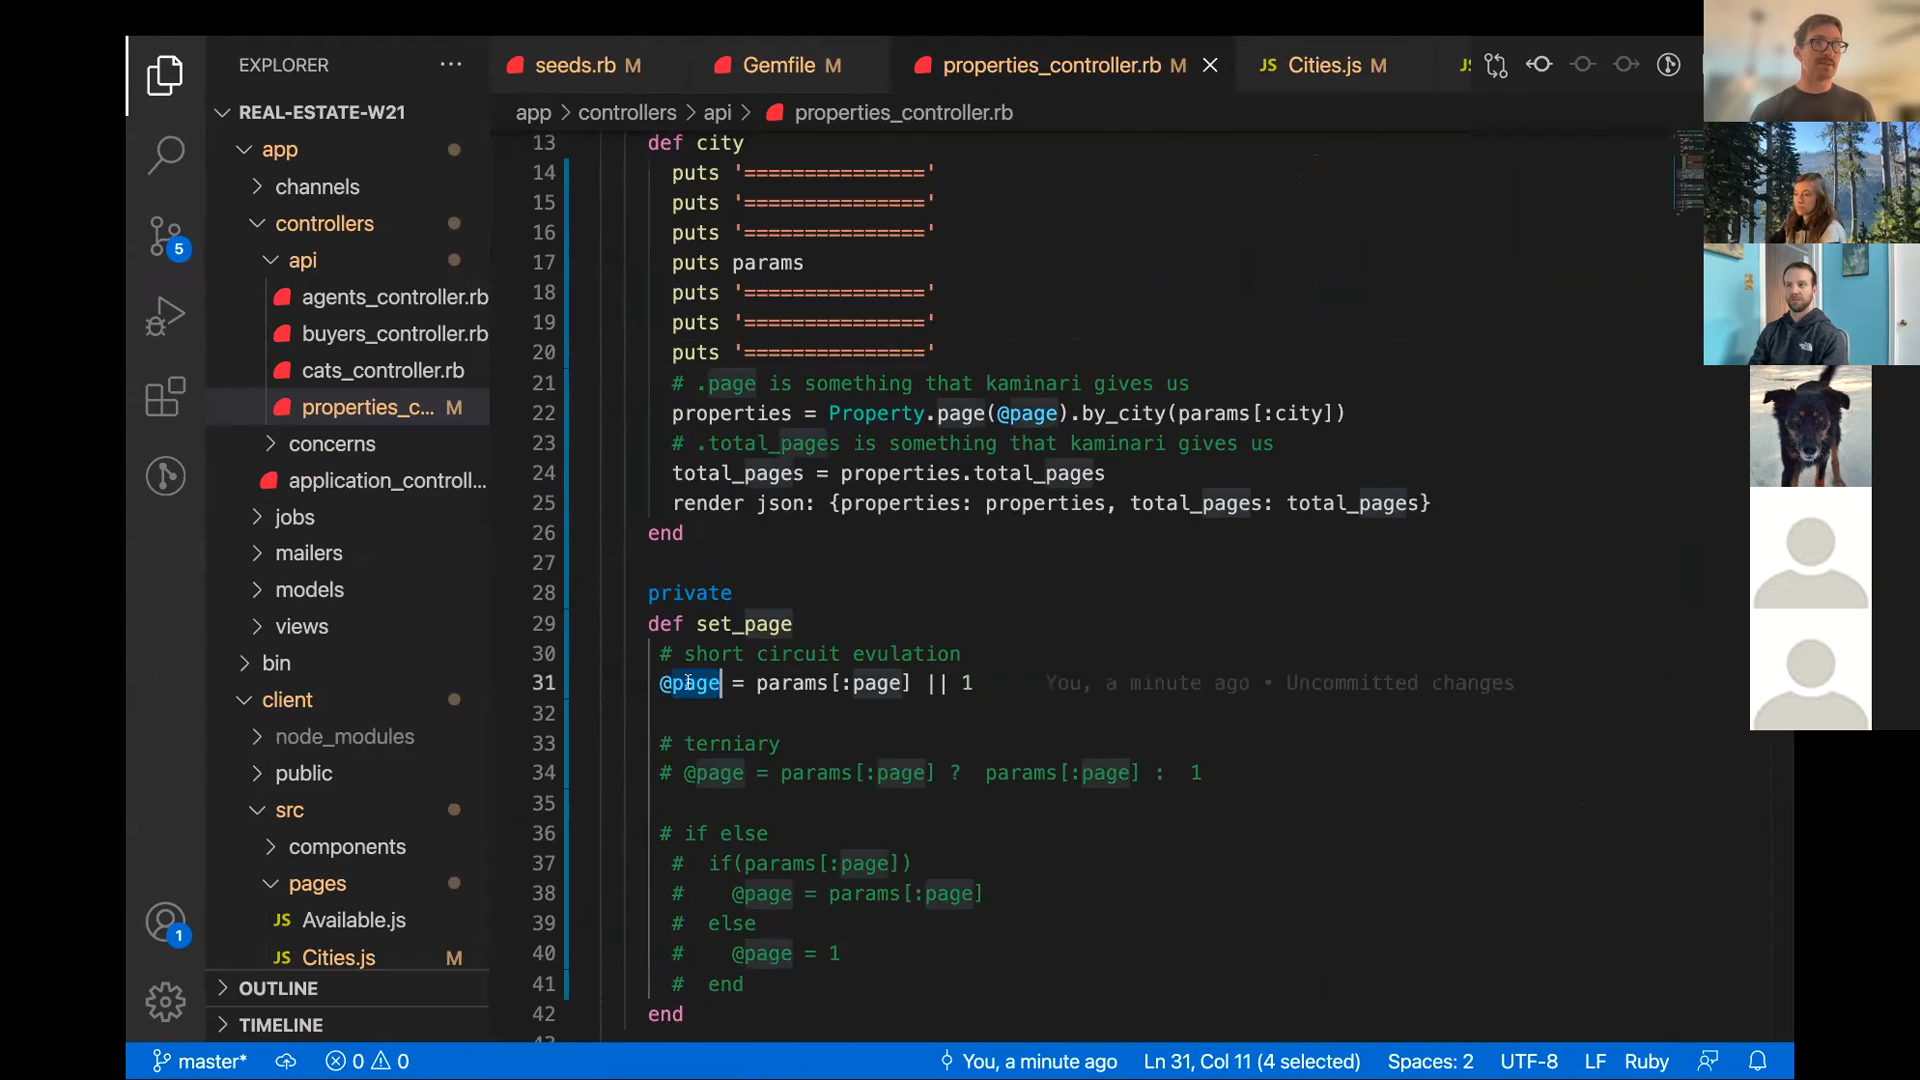 EXPLORER
REAL-ESTATE-W21
app
channels
controllers
api
agents_controller.rb
buyers_controller.rb
cats_controller.rb
properties_c... M
concerns
application_controll...
jobs
mailers
models
views
bin
client
node_modules
public
src
components
pages
JS Available.js
JS Cities.js M
OUTLINE
TIMELINE
5
1
seeds.rb M
Gemfile M
properties_controller.rb M
JS Cities.js M
app > controllers > api > properties_controller.rb
13 def city
14 puts '==============='
15 puts '==============='
16 puts '==============='
17 puts params
18 puts '==============='
19 puts '==============='
20 puts '==============='
21 # .page is something that kaminari gives us
22 properties = Property.page(@page).by_city(params[:city])
23 # .total_pages is something that kaminari gives us
24 total_pages = properties.total_pages
25 render json: {properties: properties, total_pages: total_pages}
26 end
27
28 private
29 def set_page
30 # short circuit evulation
31 @page = params[:page] || 1 You, a minute ago • Uncommitted changes
32
33 # terniary
34 # @page = params[:page] ? params[:page] : 1
35
36 # if else
37 # if(params[:page])
38 # @page = params[:page]
39 # else
40 # @page = 1
41 # end
42 end
master* 0 0 You, a minute ago Ln 31, Col 11 (4 selected) Spaces: 2 UTF-8 LF Ruby